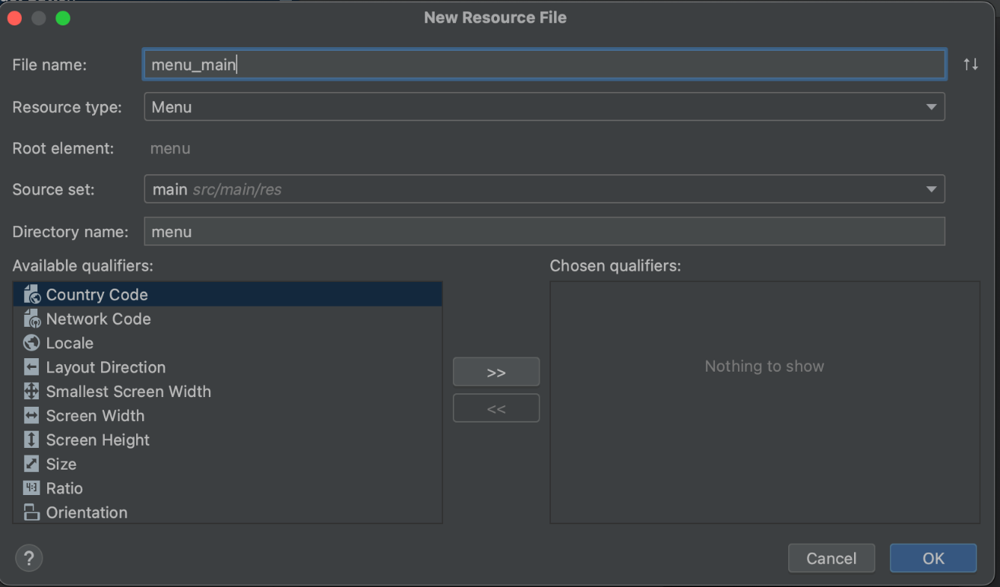 New Resource File
File name: menu_main
Resource type: Menu
Root element: menu
Source set: main src/main/res
Directory name: menu
Available qualifiers:
Chosen qualifiers:
Country Code
Network Code
Locale
Layout Direction
Smallest Screen Width
Screen Width
Screen Height
Size
4:3 Ratio
Orientation
>>
<<
Nothing to show
?
Cancel
OK